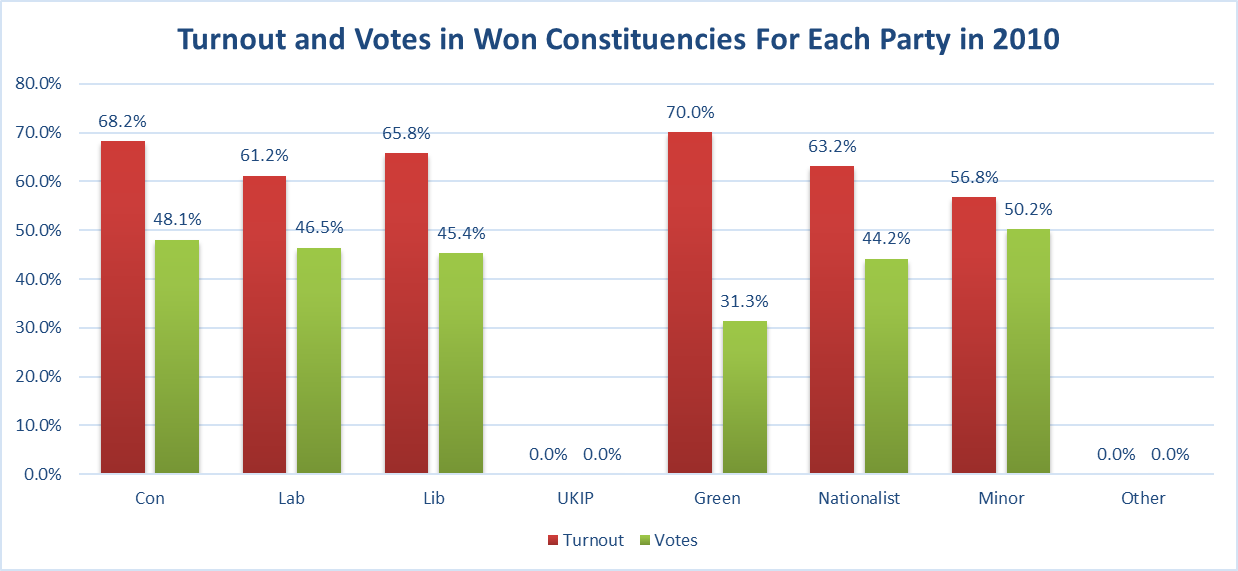 Turnout and Votes in Won Constituencies For Each Party in 2010
80.0%
70.0%
60.0%
50.0%
40.0%
30.0%
20.0%
10.0%
0.0%
68.2%
48.1%
61.2%
46.5%
65.8%
45.4%
0.0%
0.0%
70.0%
31.3%
63.2%
44.2%
56.8%
50.2%
0.0%
0.0%
Con
Lab
Lib
UKIP
Green
Nationalist
Minor
Other
Turnout
Votes